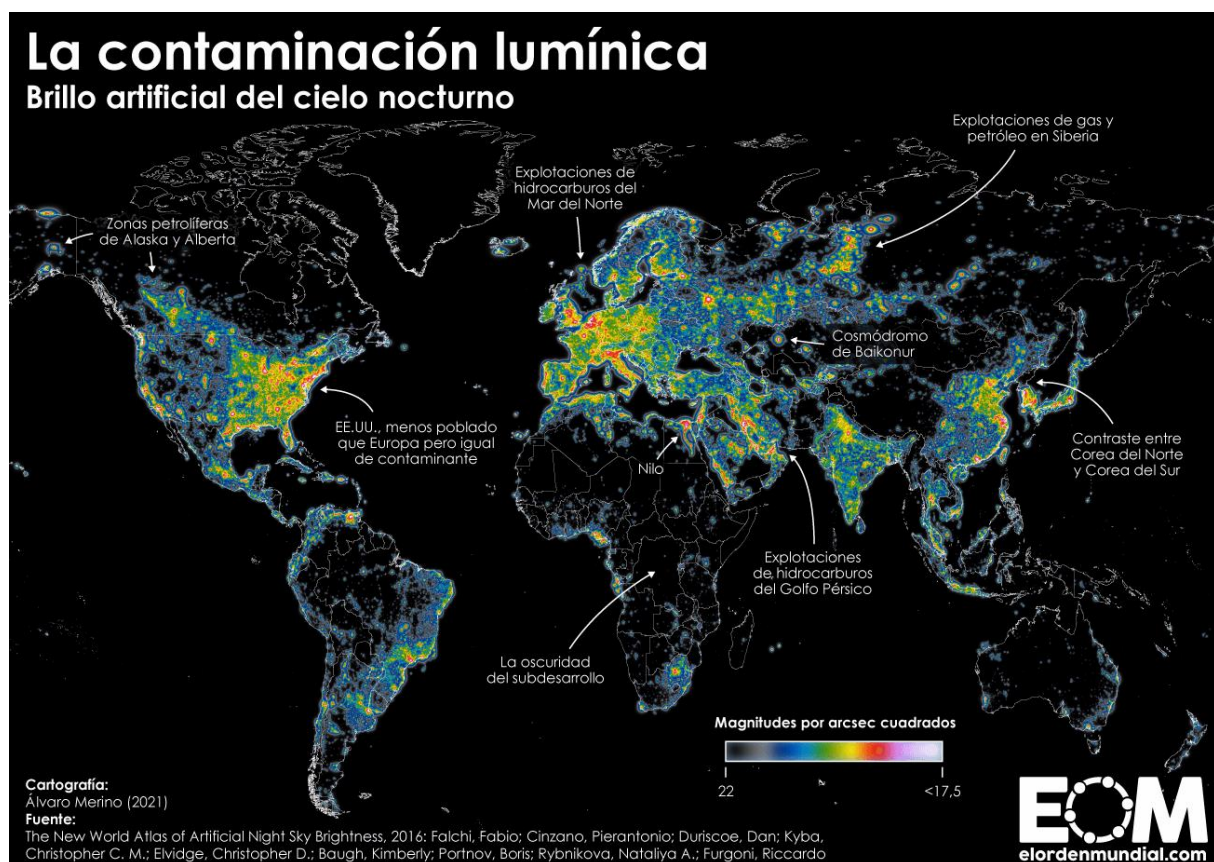 La contaminación lumínica
Brillo artificial del cielo nocturno
Explotaciones de gas y
petróleo en Siberia
Explotaciones de
hidrocarburos del
Mar del Norte
Zonas petrolíferas
de Alaska y Alberta
Cosmódromo
de Baikonur
EE.UU., menos poblado
que Europa pero igual
de contaminante
Nilo
Contraste entre
Corea del Norte
y Corea del Sur
Explotaciones
de hidrocarburos
del Golfo Pérsico
La oscuridad
del subdesarrollo
Magnitudes por arcsec cuadrados
22
<17,5
Cartografía:
Álvaro Merino (2021)
Fuente:
The New World Atlas of Artificial Night Sky Brightness, 2016: Falchi, Fabio; Cinzano, Pierantonio; Duriscoe, Dan; Kyba,
Christopher C. M.; Elvidge, Christopher D.; Baugh, Kimberly; Portnov, Boris; Rybnikova, Nataliya A.; Furgoni, Riccardo
EOM
elordenmundial.com